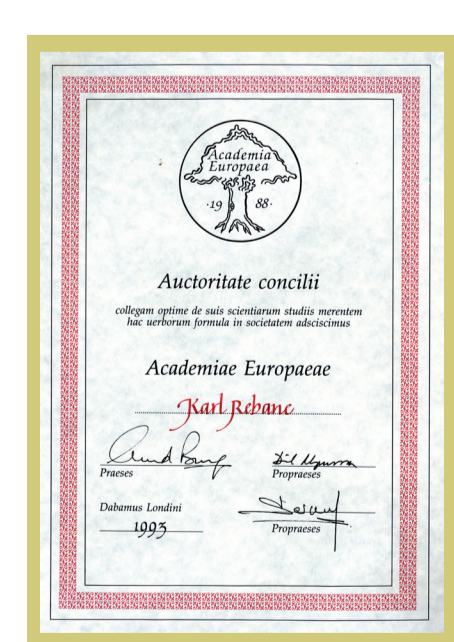 Academia
Europaea
·19 88·
Auctoritate concilii
collegam optime de suis scientiarum studiis merentem
hac uerborum formula in societatem adsciscimus
Academiae Europaeae
Karl Rebane
Praeses
Propraeses
Dabamus Londini
1993
Propraeses